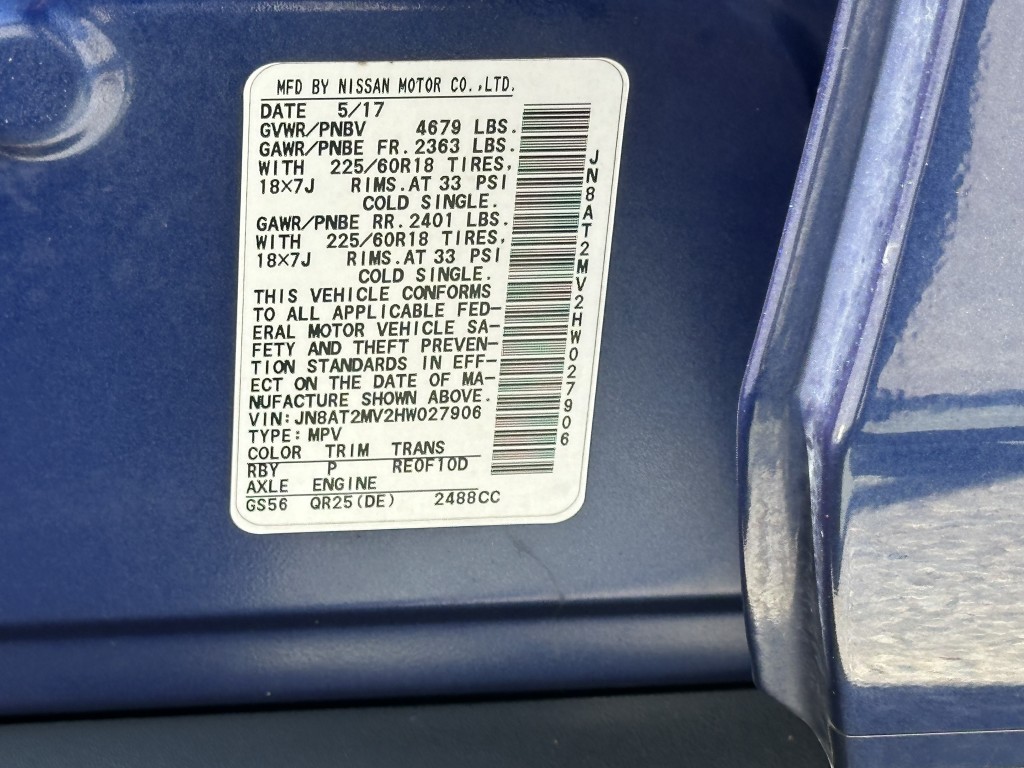 MFD BY NISSAN MOTOR CO.,LTD.
DATE 5/17
GVWR/PNBV 4679 LBS.
GAWR/PNBE FR. 2363 LBS.
WITH 225/60R18 TIRES,
18×7J RIMS.AT 33 PSI
COLD SINGLE.
GAWR/PNBE RR. 2401 LBS.
WITH 225/60R18 TIRES,
18×7J RIMS.AT 33 PSI
COLD SINGLE.
THIS VEHICLE CONFORMS
TO ALL APPLICABLE FED-
ERAL MOTOR VEHICLE SA-
FETY AND THEFT PREVEN-
TION STANDARDS IN EFF-
ECT ON THE DATE OF MA-
NUFACTURE SHOWN ABOVE.
VIN:JN8AT2MV2HW027906
TYPE:MPV
COLOR TRIM TRANS
RBY P RE0F10D
AXLE ENGINE
GS56 QR25(DE) 2488CC
JN8AT2MV2HW027906